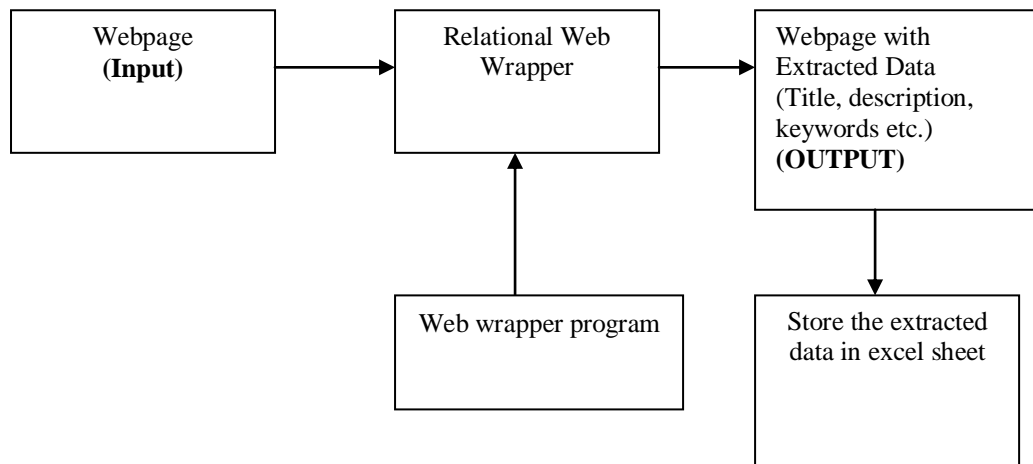 Webpage
(Input)
Relational Web
Wrapper
Webpage with
Extracted Data
(Title, description,
keywords etc.)
(OUTPUT)
Web wrapper program
Store the extracted
data in excel sheet